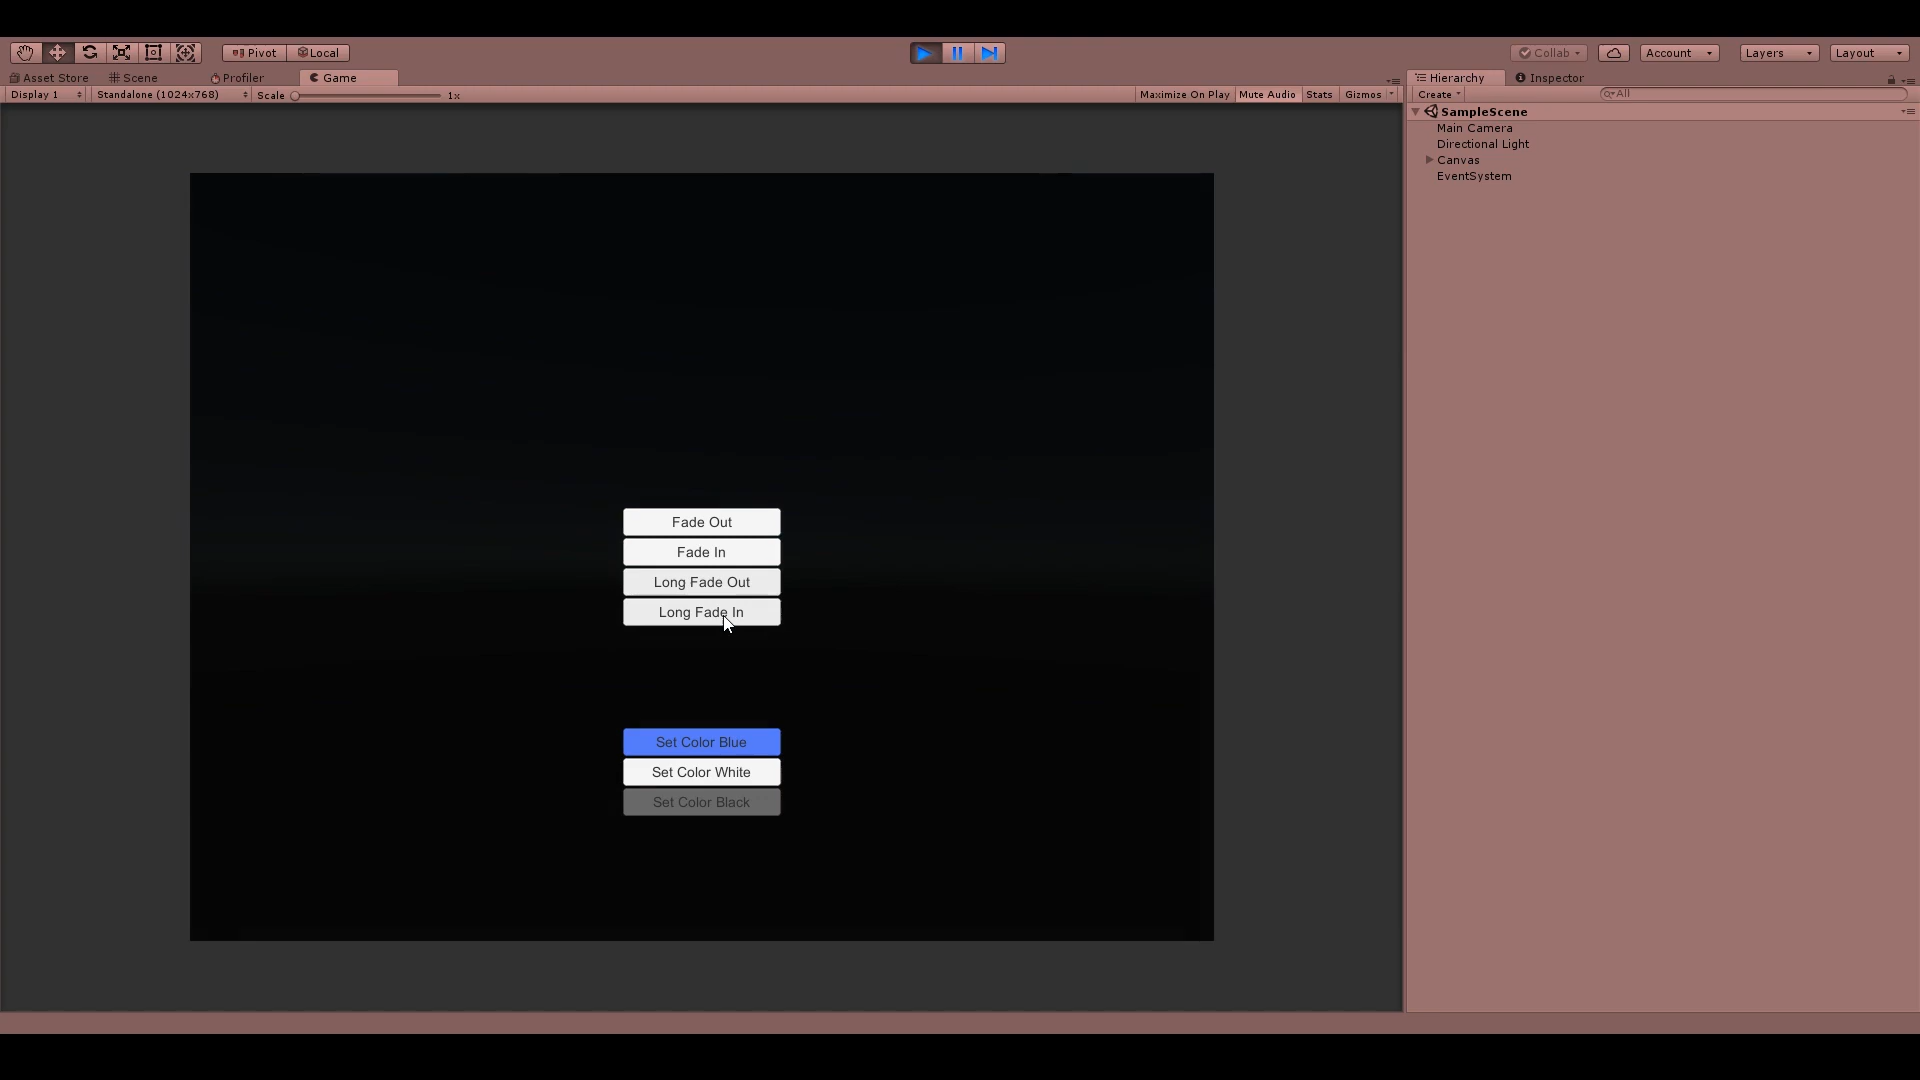 Pivot Local Collab Account Layers Layout
Asset Store Scene Profiler Game Hierarchy Inspector
Display 1 Standalone (1024x768) Scale 1x Maximize On Play Mute Audio Stats Gizmos Create All
SampleScene
Main Camera
Directional Light
Canvas
EventSystem
Fade Out
Fade In
Long Fade Out
Long Fade In
Set Color Blue
Set Color White
Set Color Black